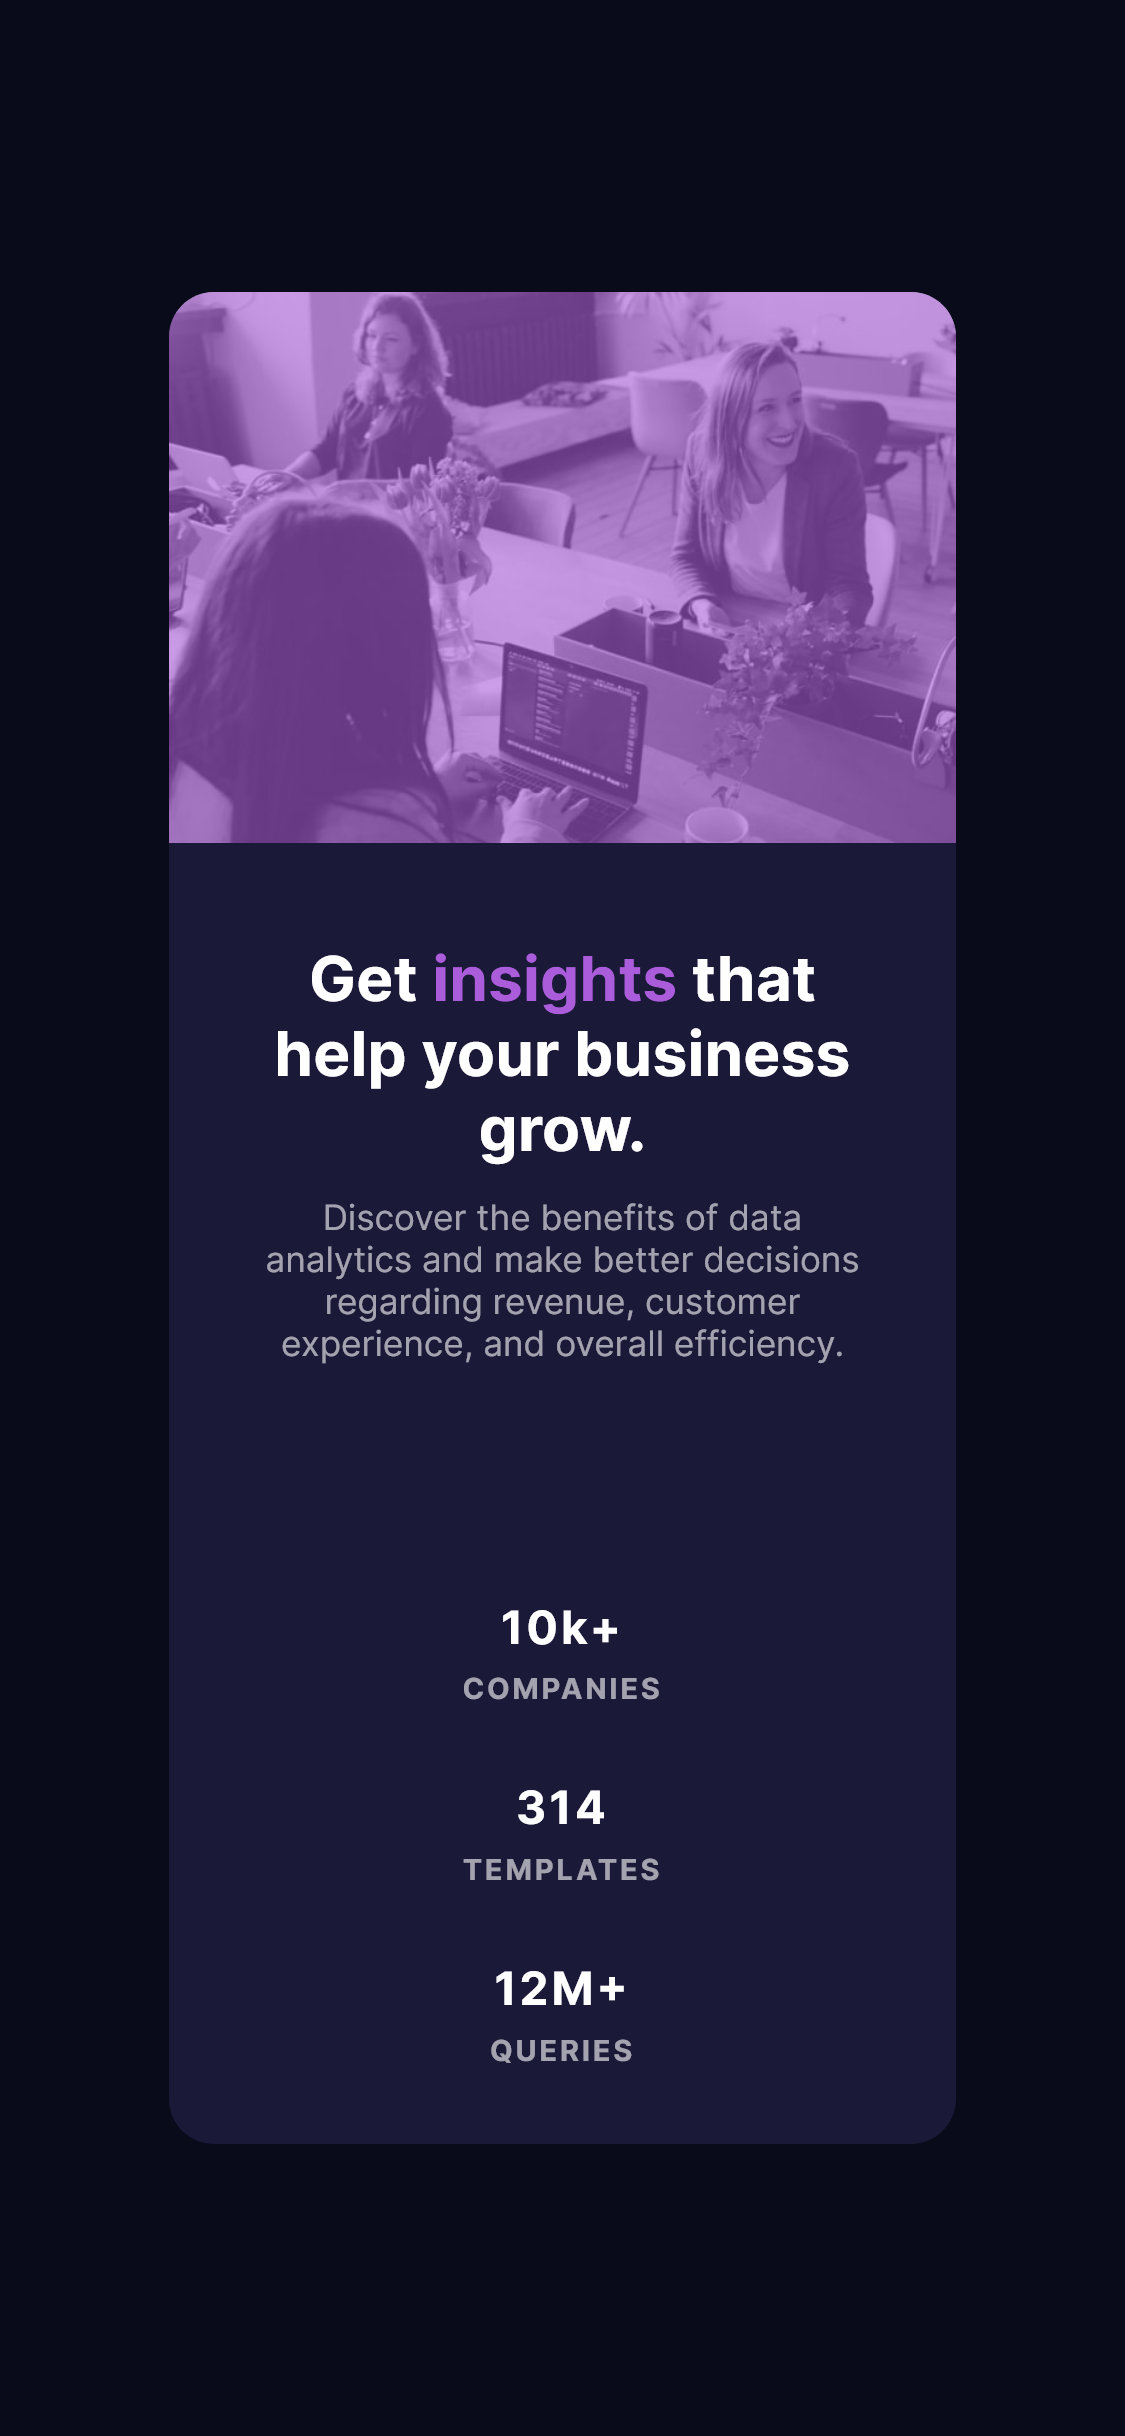 Get insights that
help your business
grow.
Discover the benefits of data
analytics and make better decisions
regarding revenue, customer
experience, and overall efficiency.
10k+
COMPANIES
314
TEMPLATES
12M+
QUERIES